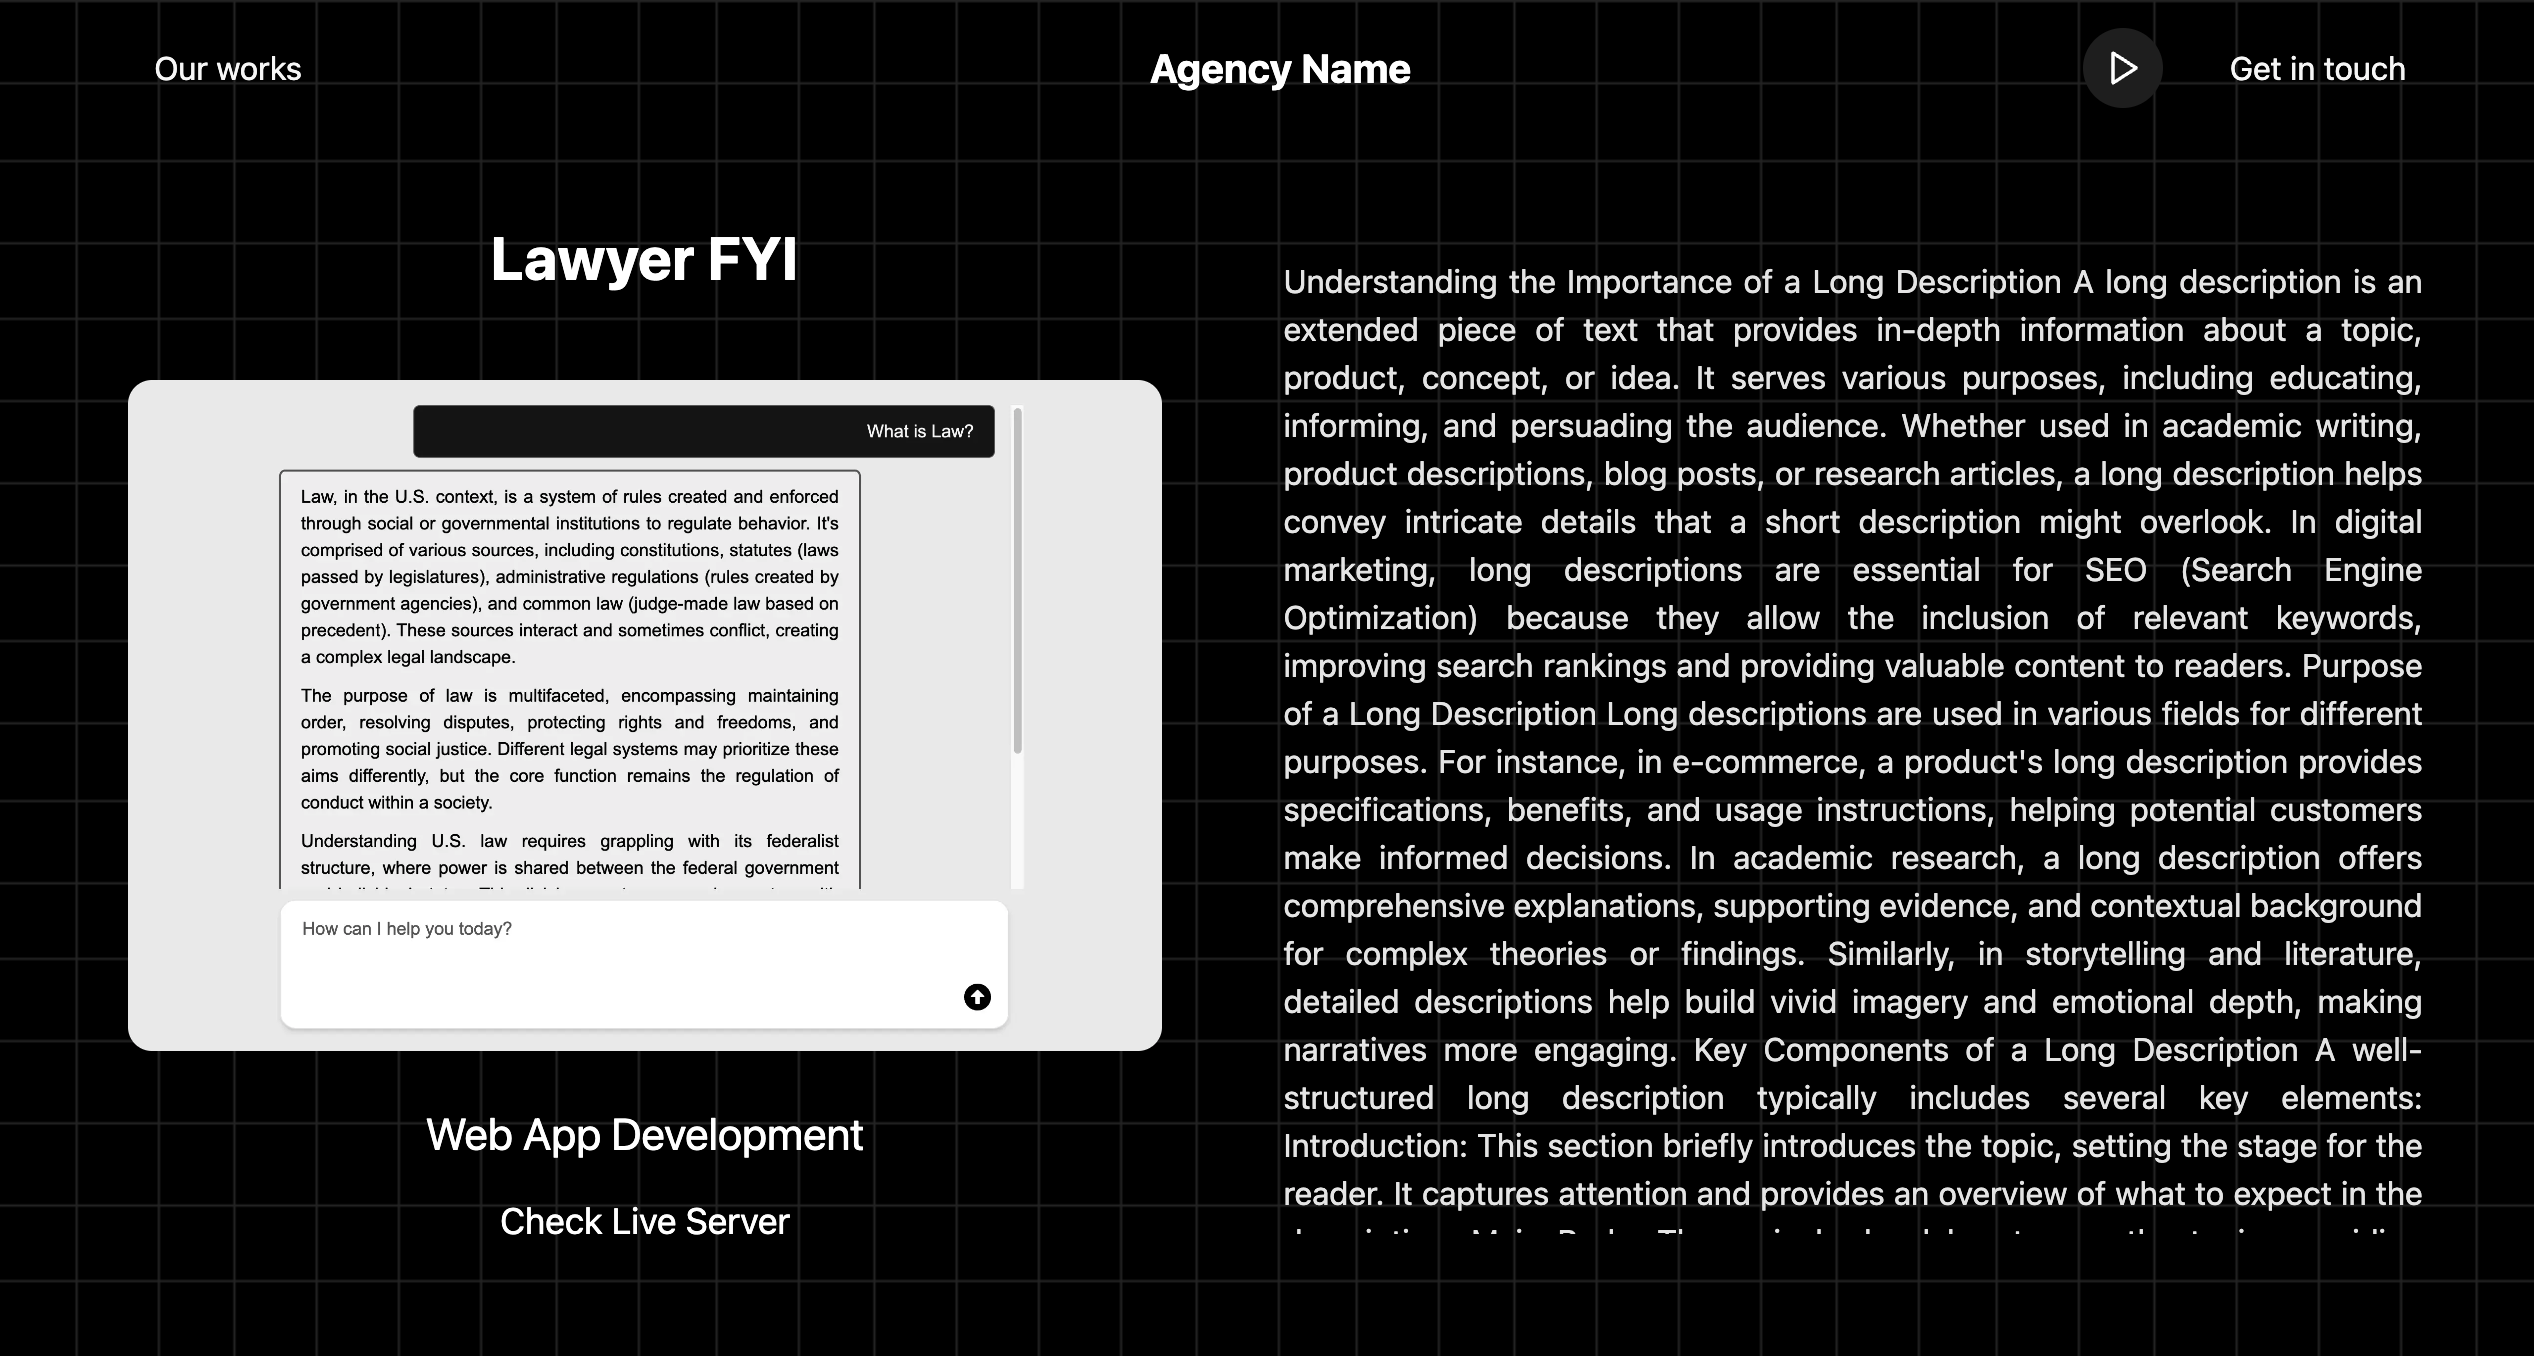 Our works
Agency Name
Get in touch
Lawyer FYI
What is Law?
Law, in the U.S. context, is a system of rules created and enforced
through social or governmental institutions to regulate behavior. It's
comprised of various sources, including constitutions, statutes (laws
passed by legislatures), administrative regulations (rules created by
government agencies), and common law (judge-made law based on
precedent). These sources interact and sometimes conflict, creating
a complex legal landscape.
The purpose of law is multifaceted, encompassing maintaining
order, resolving disputes, protecting rights and freedoms, and
promoting social justice. Different legal systems may prioritize these
aims differently, but the core function remains the regulation of
conduct within a society.
Understanding U.S. law requires grappling with its federalist
structure, where power is shared between the federal government
How can I help you today?
Web App Development
Check Live Server
Understanding the Importance of a Long Description A long description is an
extended piece of text that provides in-depth information about a topic,
product, concept, or idea. It serves various purposes, including educating,
informing, and persuading the audience. Whether used in academic writing,
product descriptions, blog posts, or research articles, a long description helps
convey intricate details that a short description might overlook. In digital
marketing, long descriptions are essential for SEO (Search Engine
Optimization) because they allow the inclusion of relevant keywords,
improving search rankings and providing valuable content to readers. Purpose
of a Long Description Long descriptions are used in various fields for different
purposes. For instance, in e-commerce, a product's long description provides
specifications, benefits, and usage instructions, helping potential customers
make informed decisions. In academic research, a long description offers
comprehensive explanations, supporting evidence, and contextual background
for complex theories or findings. Similarly, in storytelling and literature,
detailed descriptions help build vivid imagery and emotional depth, making
narratives more engaging. Key Components of a Long Description A well-
structured long description typically includes several key elements:
Introduction: This section briefly introduces the topic, setting the stage for the
reader. It captures attention and provides an overview of what to expect in the